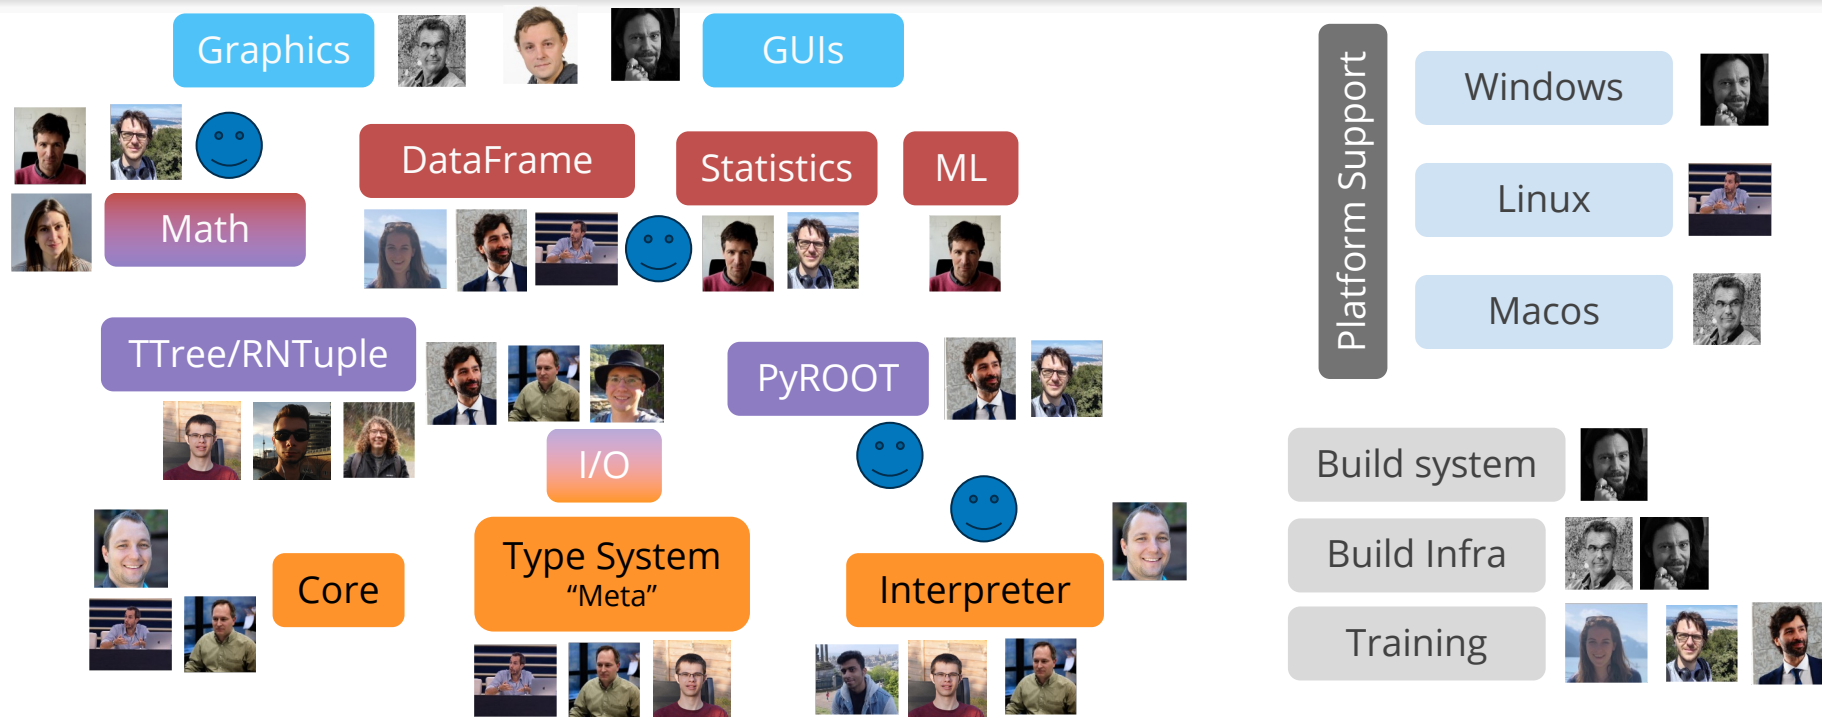 Graphics
GUIs
Math
DataFrame
Statistics
ML
TTree/RNTuple
PyROOT
I/O
Core
Type System
“Meta”
Interpreter
Platform Support
Windows
Linux
Macos
Build system
Build Infra
Training